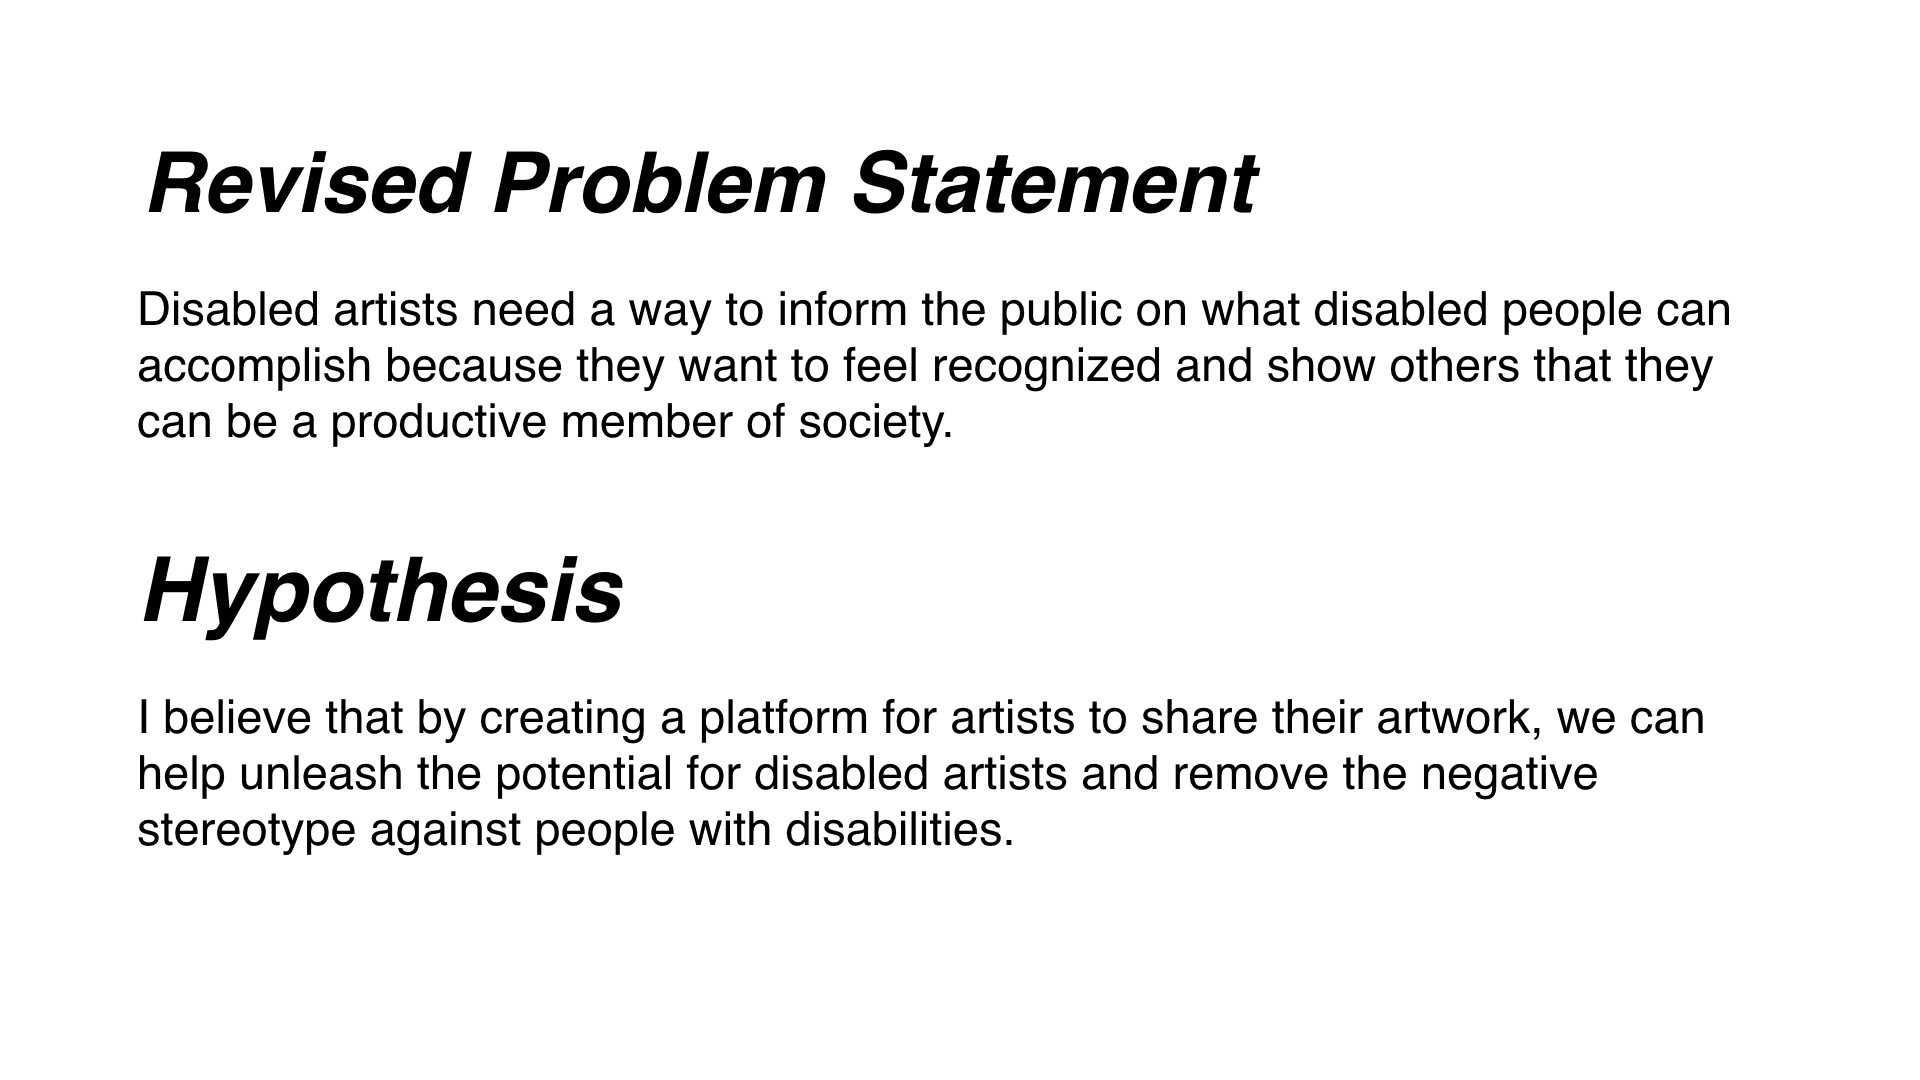 Revised Problem Statement
Disabled artists need a way to inform the public on what disabled people can
accomplish because they want to feel recognized and show others that they
can be a productive member of society.
Hypothesis
I believe that by creating a platform for artists to share their artwork, we can
help unleash the potential for disabled artists and remove the negative
stereotype against people with disabilities.